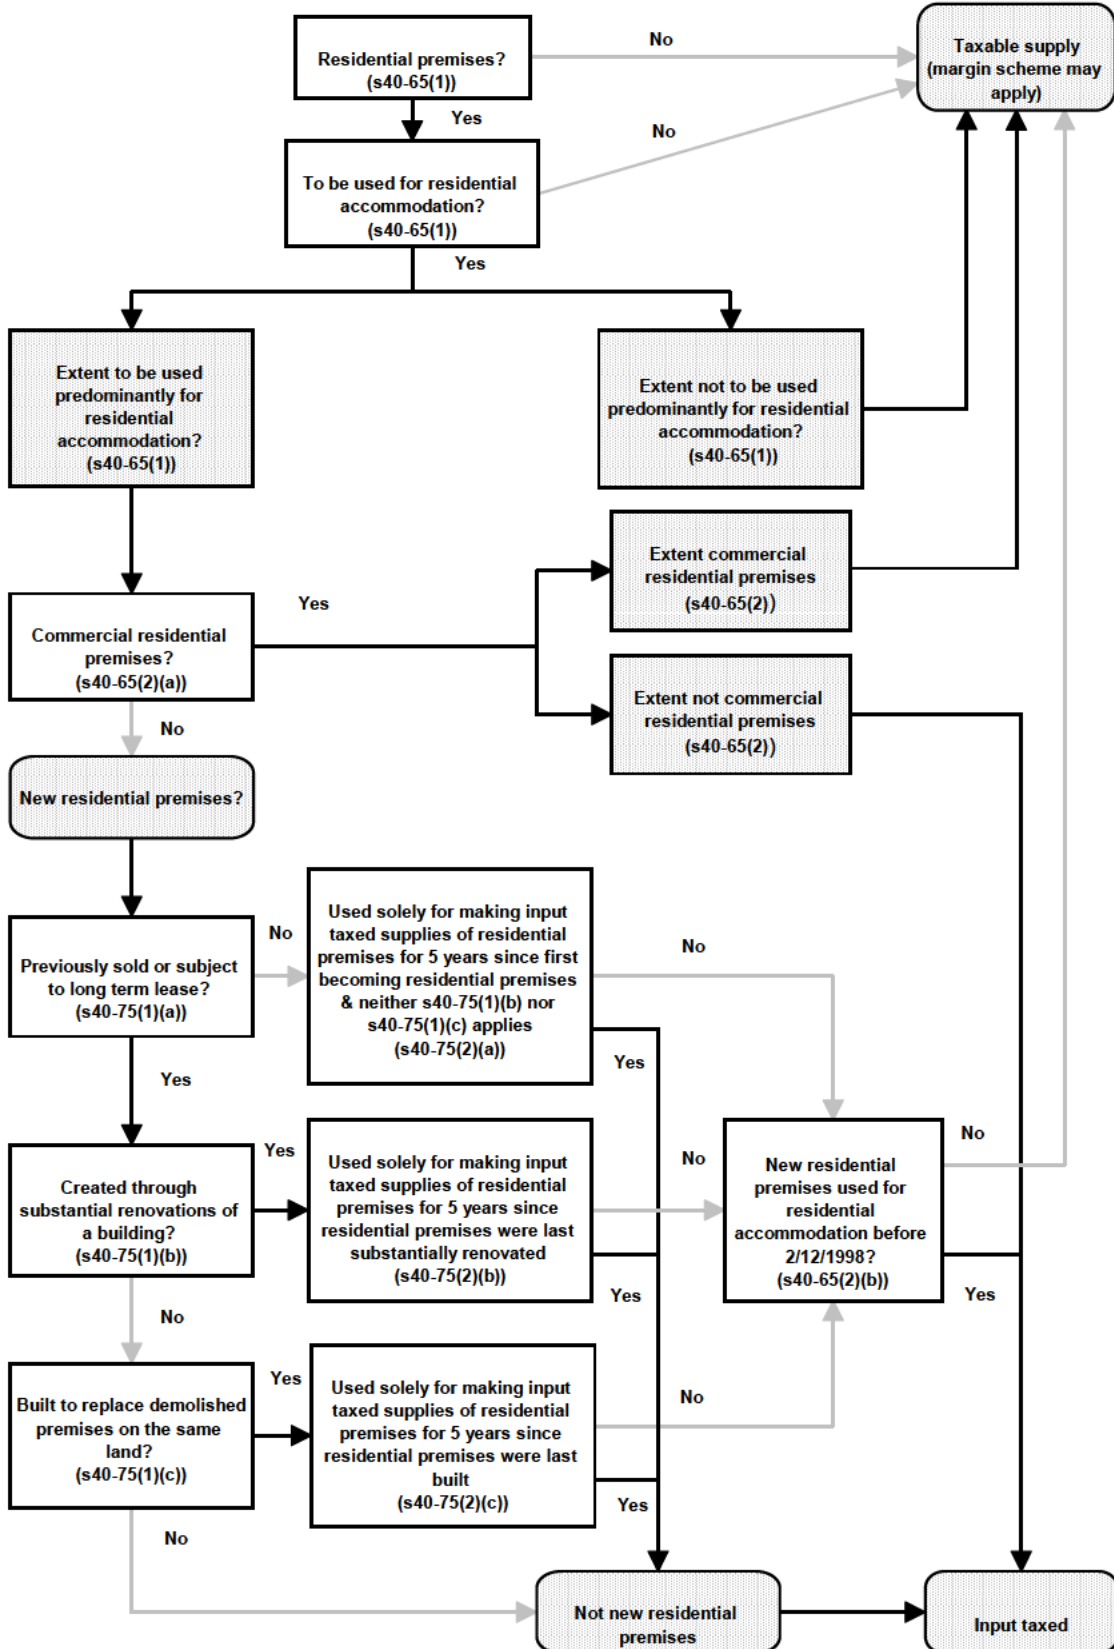 Residential premises?
(s40-65(1))
No
Taxable supply
(margin scheme may
apply)
Yes
No
To be used for residential
accommodation?
(s40-65(1))
Yes
Extent to be used
predominantly for
residential
accommodation?
(s40-65(1))
Extent not to be used
predominantly for residential
accommodation?
(s40-65(1))
Extent commercial
residential premises
(s40-65(2))
Yes
Commercial residential
premises?
(s40-65(2)(a))
Extent not commercial
residential premises
(s40-65(2))
No
New residential premises?
Previously sold or subject
to long term lease?
(s40-75(1)(a))
No
Used solely for making input
taxed supplies of residential
premises for 5 years since first
becoming residential premises
& neither s40-75(1)(b) nor
s40-75(1)(c) applies
(s40-75(2)(a))
No
Yes
Yes
Created through
substantial renovations of
a building?
(s40-75(1)(b))
Yes
Used solely for making input
taxed supplies of residential
premises for 5 years since
residential premises were last
substantially renovated
(s40-75(2)(b))
No
Yes
New residential
premises used for
residential
accommodation before
2/12/1998?
(s40-65(2)(b))
No
Yes
No
Built to replace demolished
premises on the same
land?
(s40-75(1)(c))
Yes
Used solely for making input
taxed supplies of residential
premises for 5 years since
residential premises were last
built
(s40-75(2)(c))
No
Yes
No
Not new residential
premises
Input taxed